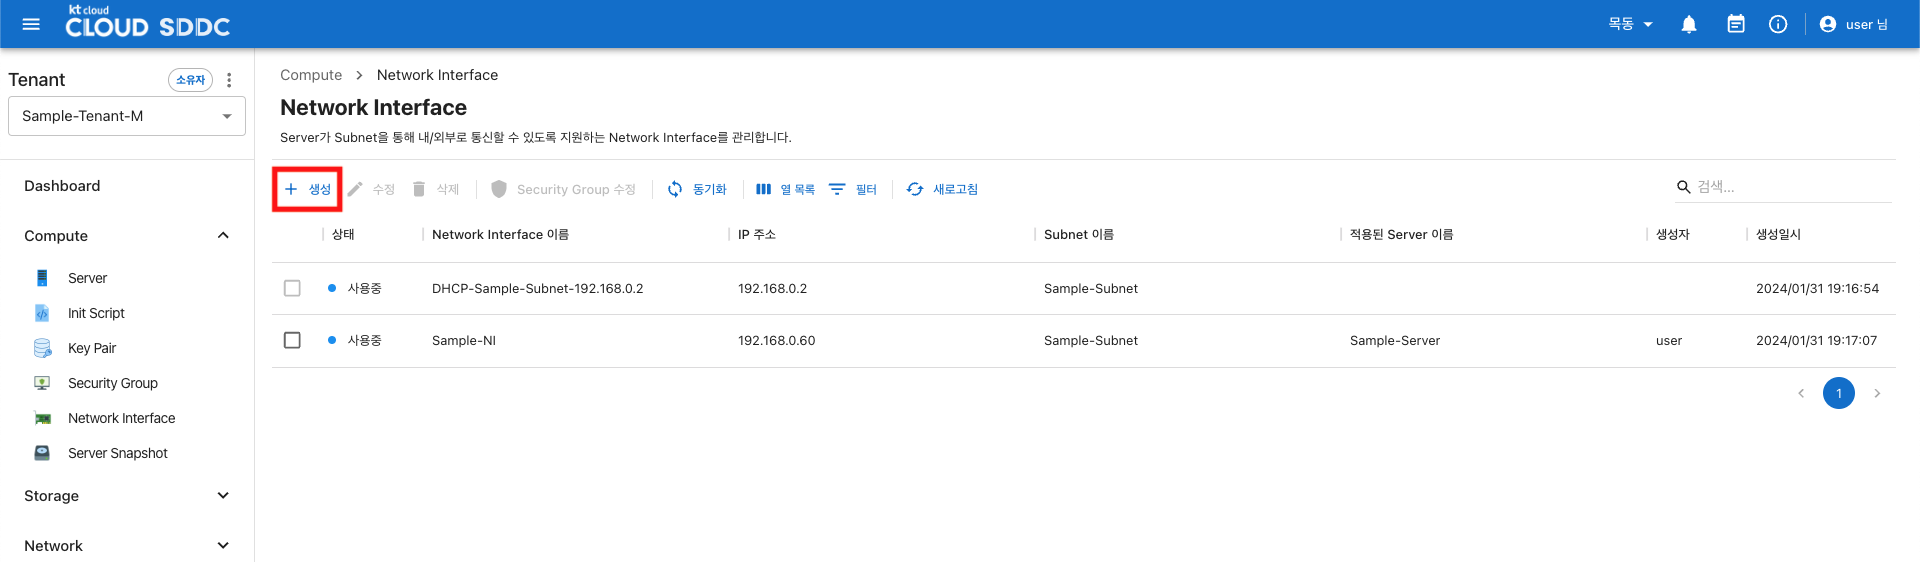 kt cloud
CLOUD SDDC
목동
user 님
Tenant
소유자
Sample-Tenant-M
Dashboard
Compute
Server
Init Script
Key Pair
Security Group
Network Interface
Server Snapshot
Storage
Network
Compute > Network Interface
Network Interface
Server가 Subnet을 통해 내/외부로 통신할 수 있도록 지원하는 Network Interface를 관리합니다.
+ 생성 수정 삭제 Security Group 수정 동기화 열 목록 필터 새로고침 검색...
상태 Network Interface 이름 IP 주소 Subnet 이름 적용된 Server 이름 생성자 생성일시
사용중 DHCP-Sample-Subnet-192.168.0.2 192.168.0.2 Sample-Subnet 2024/01/31 19:16:54
사용중 Sample-NI 192.168.0.60 Sample-Subnet Sample-Server user 2024/01/31 19:17:07
< 1 >